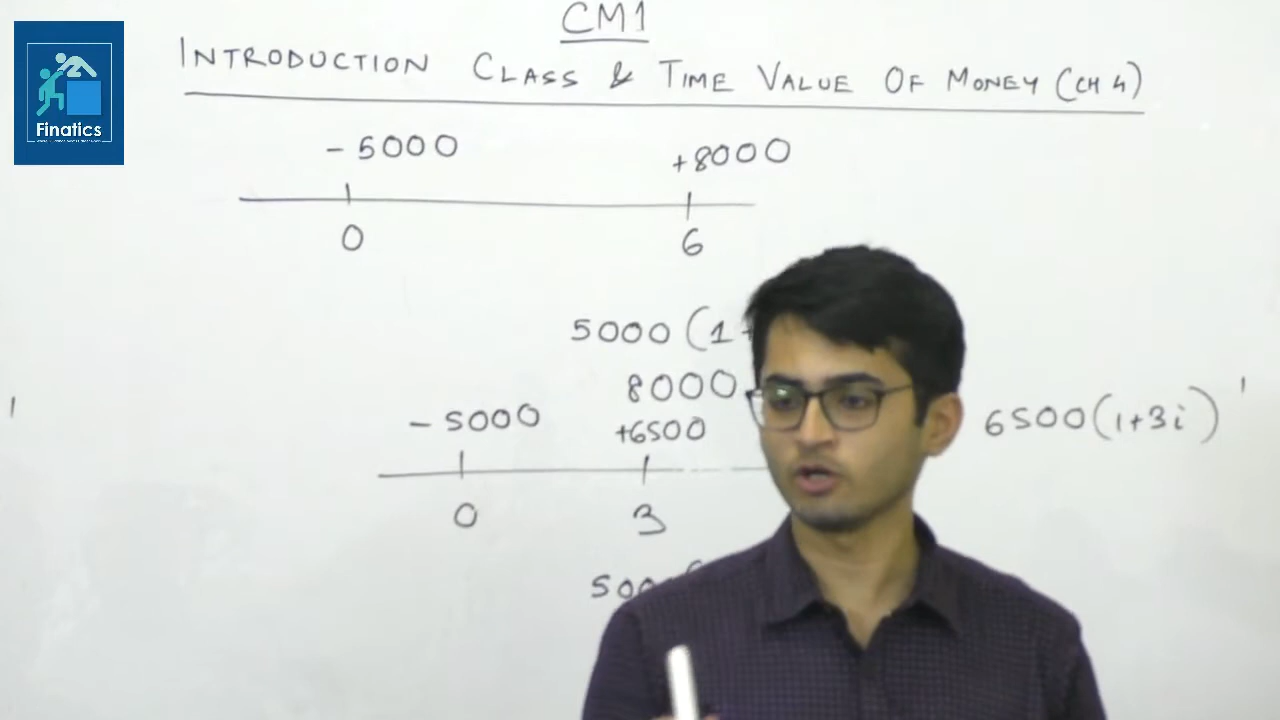 CM1
INTRODUCTION CLASS & TIME VALUE OF MONEY (CH 4)
Finatics
- 5000 +8000
0 6
5000 (1+
8000
- 5000 +6500 6500(1+3i)
0 3